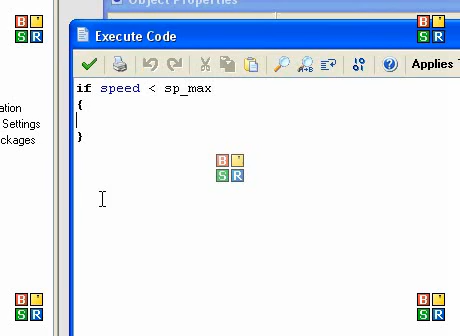 Object Properties
Execute Code
Applies
if speed < sp_max
{
}
ation
Settings
ckages
B
S R
B
S R
B
S R
B
S R
B
S R